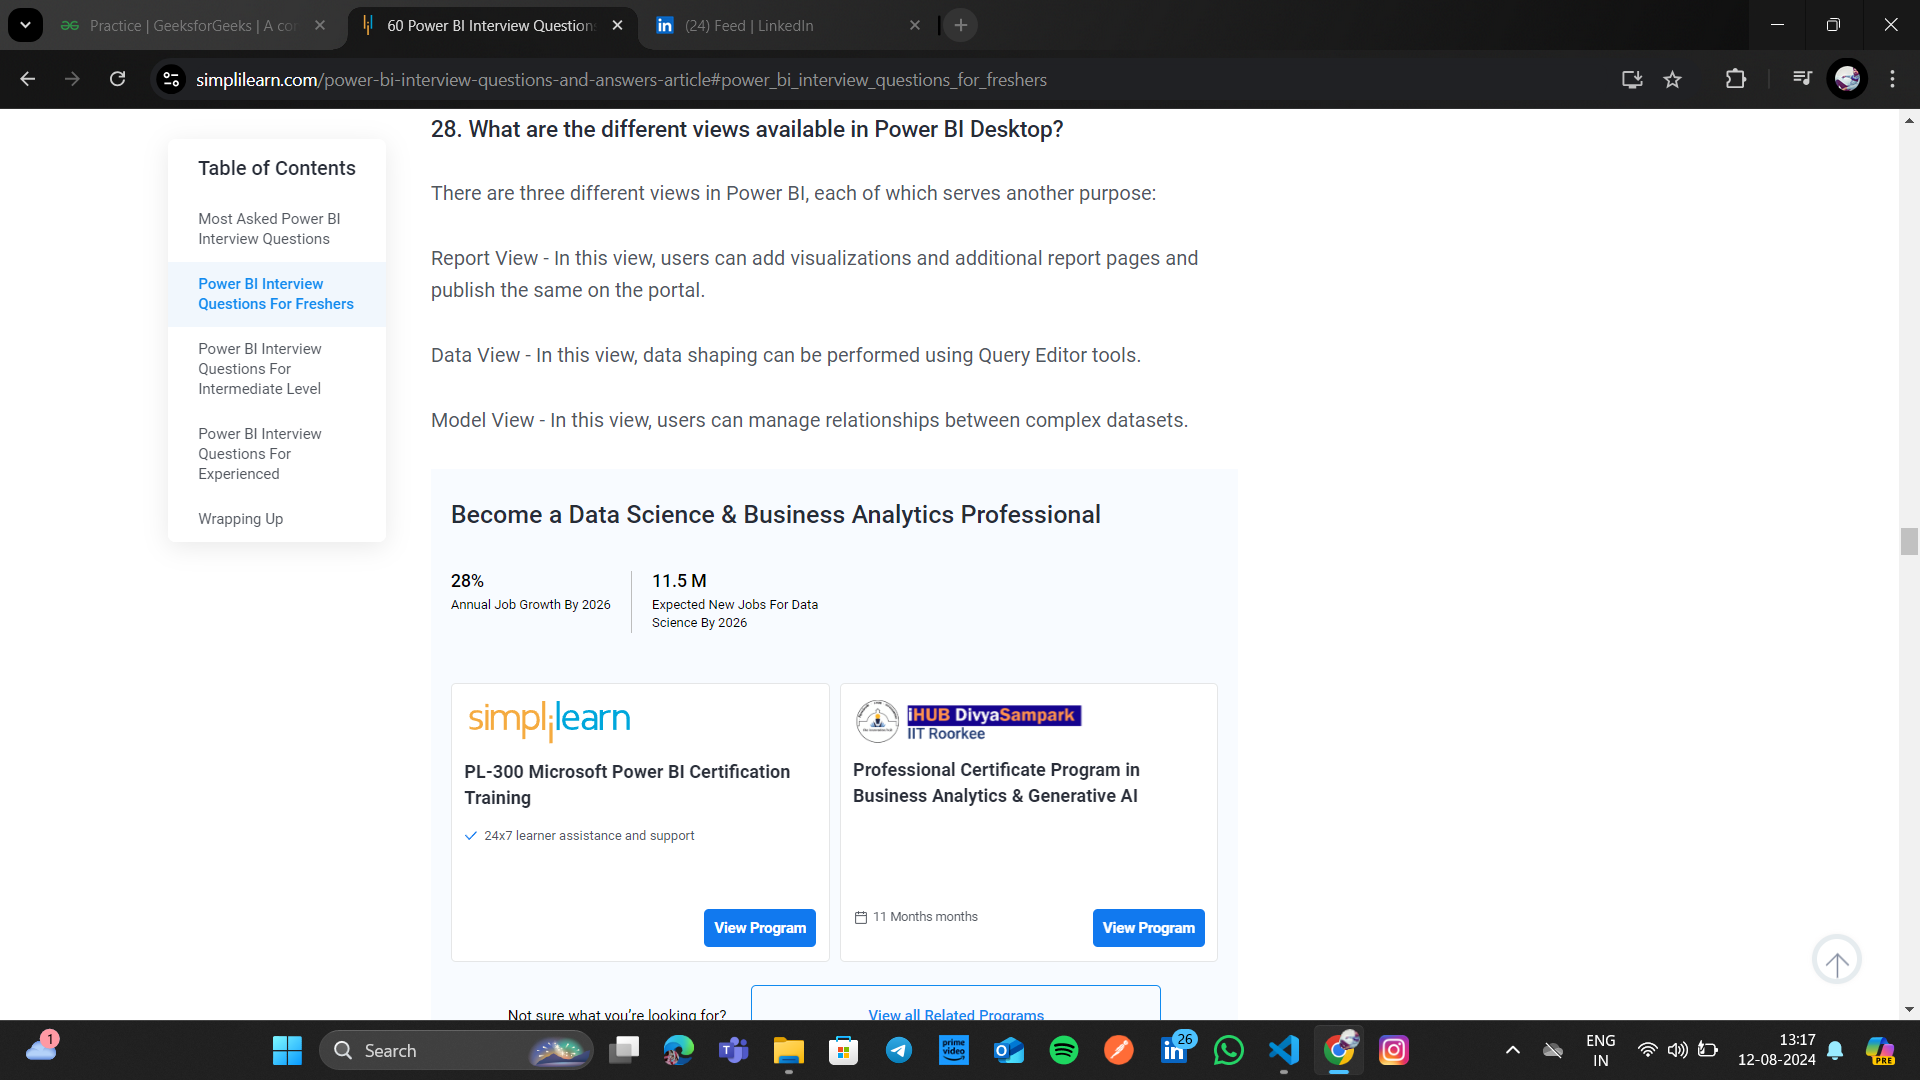 Practice | GeeksforGeeks | A co
60 Power BI Interview Question
(24) Feed | LinkedIn
simplilearn.com/power-bi-interview-questions-and-answers-article#power_bi_interview_questions_for_freshers
Table of Contents
Most Asked Power BI
Interview Questions
Power BI Interview
Questions For Freshers
Power BI Interview
Questions For
Intermediate Level
Power BI Interview
Questions For
Experienced
Wrapping Up
28. What are the different views available in Power BI Desktop?
There are three different views in Power BI, each of which serves another purpose:
Report View - In this view, users can add visualizations and additional report pages and
publish the same on the portal.
Data View - In this view, data shaping can be performed using Query Editor tools.
Model View - In this view, users can manage relationships between complex datasets.
Become a Data Science & Business Analytics Professional
28%
Annual Job Growth By 2026
11.5 M
Expected New Jobs For Data
Science By 2026
simplilearn
PL-300 Microsoft Power BI Certification
Training
24x7 learner assistance and support
View Program
iHUB DivyaSampark
IIT Roorkee
Professional Certificate Program in
Business Analytics & Generative AI
11 Months months
View Program
Not sure what you're looking for?
View all Related Programs
1
Search
prime
video
26
ENG
IN
13:17
12-08-2024
PRE